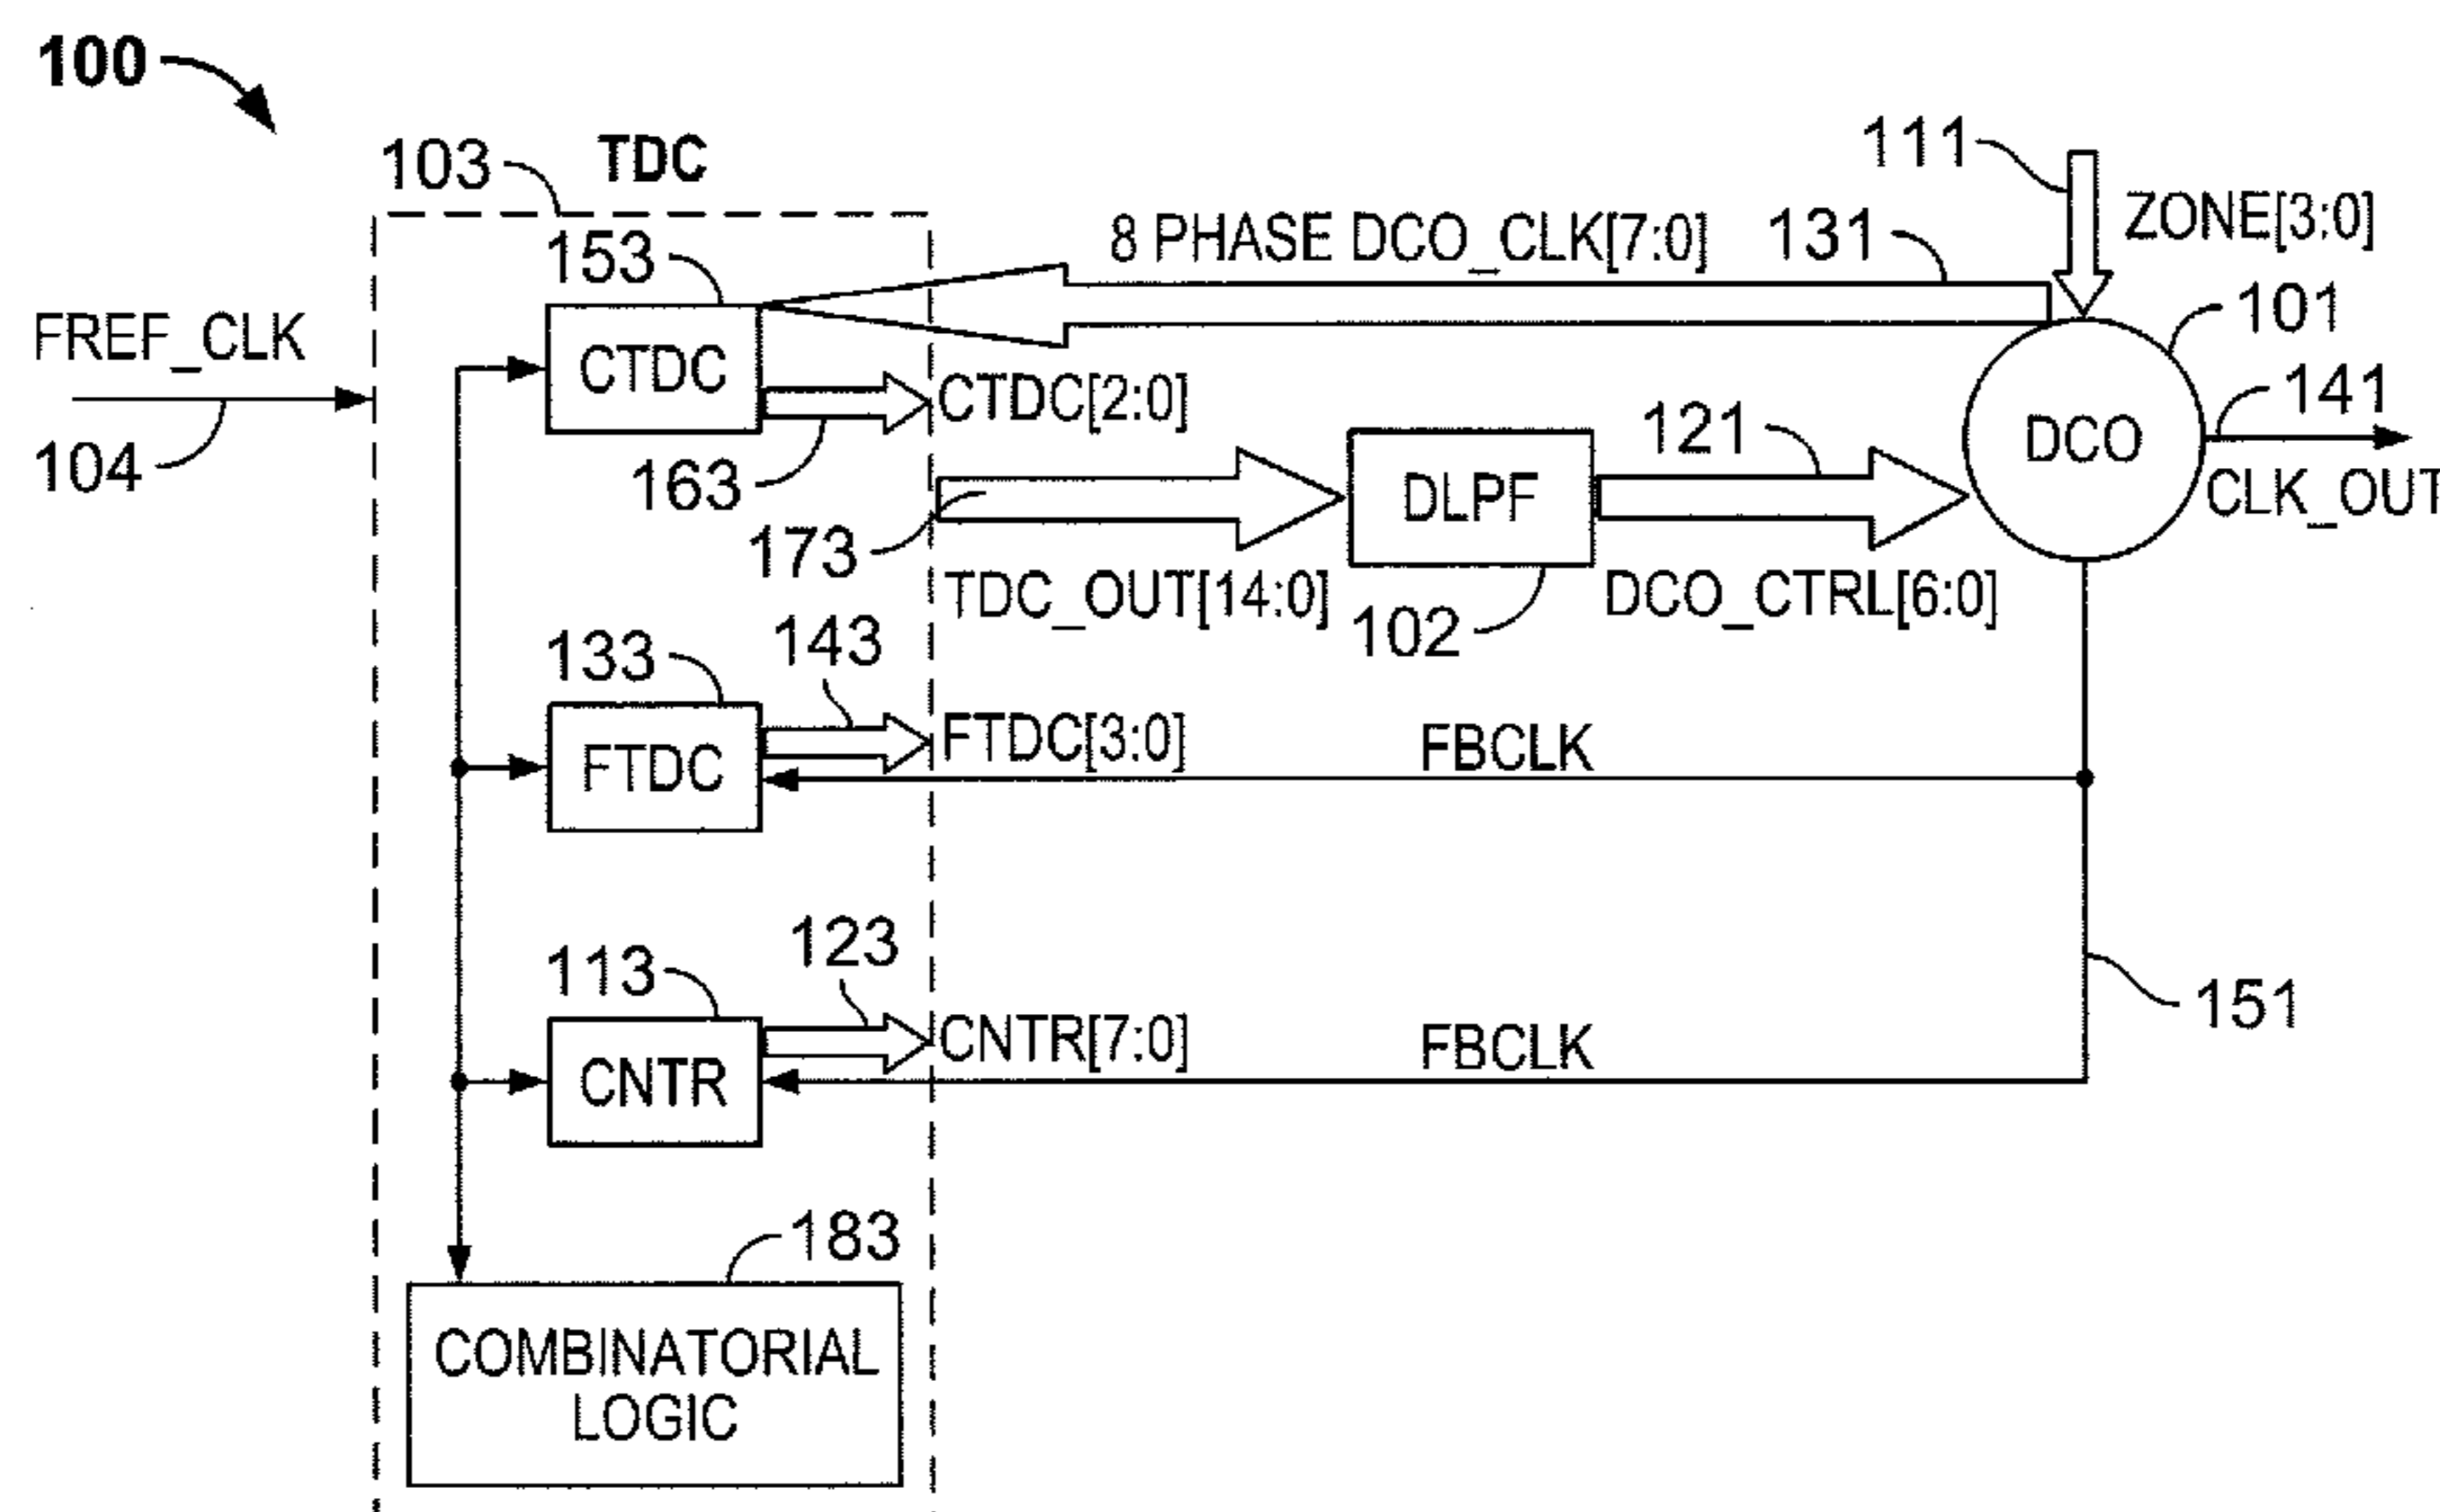 100
TDC
103
111
ZONE[3:0]
153
8 PHASE DCO_CLK[7:0]
131
101
FREF_CLK
CTDC
CTDC[2:0]
141
104
163
121
DCO
CLK_OUT
173
DLPF
TDC_OUT[14:0]
102
DCO_CTRL[6:0]
133
143
FTDC
FTDC[3:0]
FBCLK
113
123
CNTR
CNTR[7:0]
FBCLK
151
183
COMBINATORIAL
LOGIC